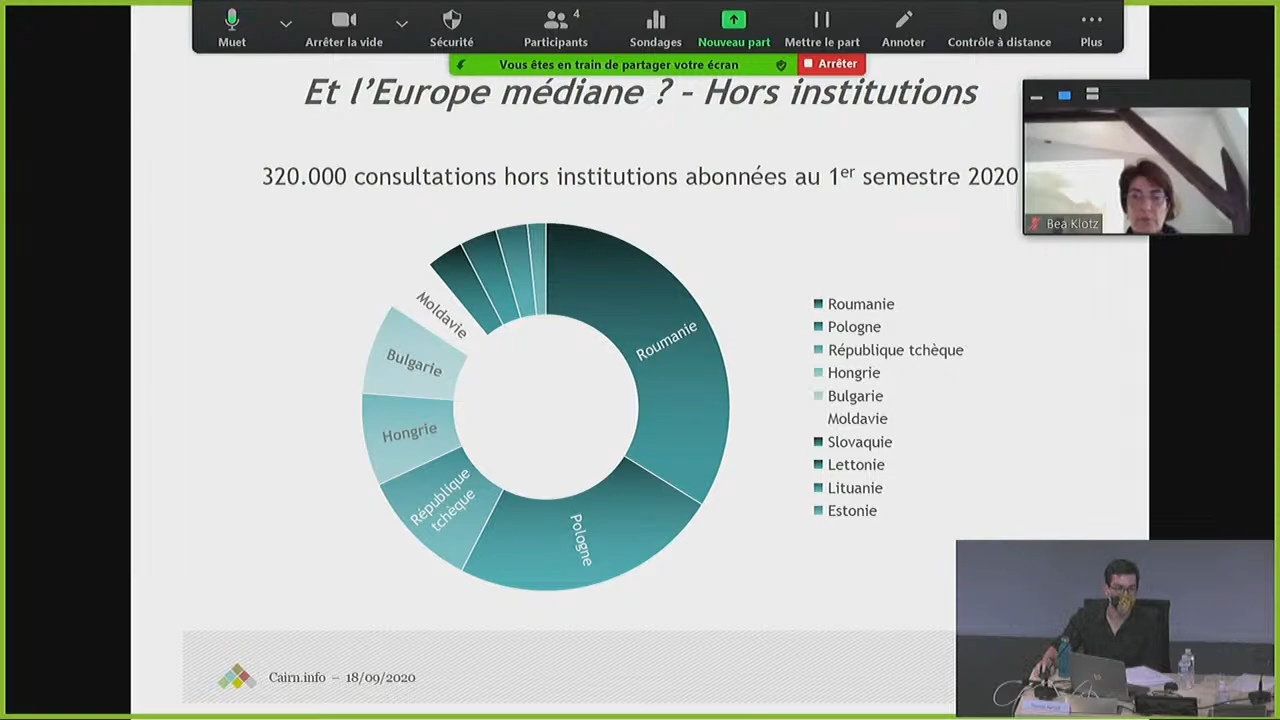 4
Muet
Arrêter la vide
Sécurité
Participants
Sondages
Nouveau part
Mettre le part
Annoter
Contrôle à distance
Plus
Vous êtes en train de partager votre écran
Arrêter
Et l’Europe médiane ? – Hors institutions
320.000 consultations hors institutions abonnées au 1er semestre 2020
Bea Klotz
Moldavie
Roumanie
Bulgarie
Hongrie
République
tchèque
Pologne
Roumanie
Pologne
République tchèque
Hongrie
Bulgarie
Moldavie
Slovaquie
Lettonie
Lituanie
Estonie
Cairn.info – 18/09/2020